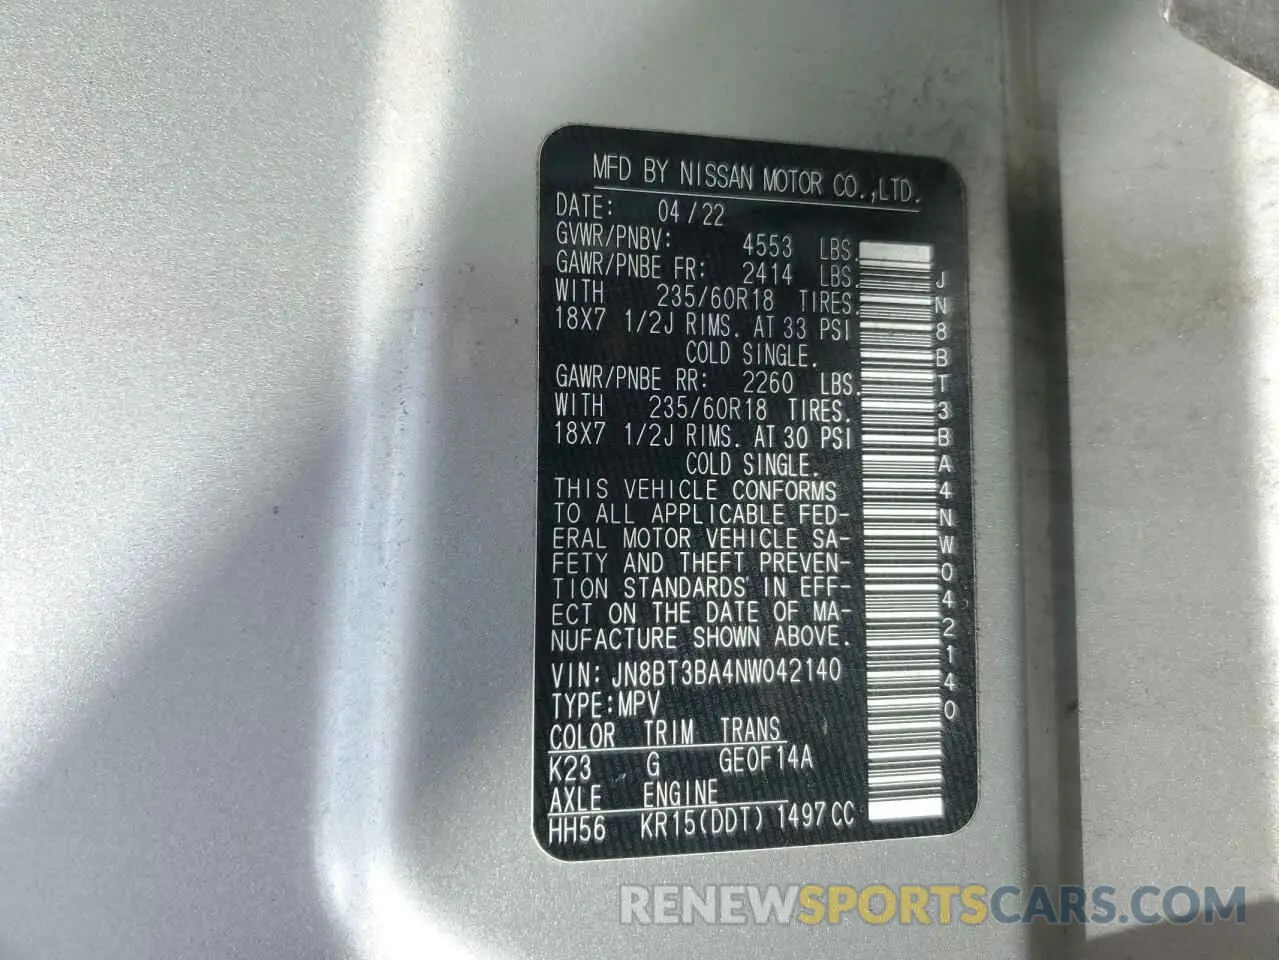 MFD BY NISSAN MOTOR CO.,LTD.
DATE: 04/22
GVWR/PNBV: 4553 LBS.
GAWR/PNBE FR: 2414 LBS.
WITH 235/60R18 TIRES.
18X7 1/2J RIMS. AT 33 PSI
COLD SINGLE.
GAWR/PNBE RR: 2260 LBS.
WITH 235/60R18 TIRES.
18X7 1/2J RIMS. AT 30 PSI
COLD SINGLE.
THIS VEHICLE CONFORMS
TO ALL APPLICABLE FED-
ERAL MOTOR VEHICLE SA-
FETY AND THEFT PREVEN-
TION STANDARDS IN EFF-
ECT ON THE DATE OF MA-
NUFACTURE SHOWN ABOVE.
VIN: JN8BT3BA4NW042140
TYPE:MPV
COLOR TRIM TRANS
K23 G GE0F14A
AXLE ENGINE
HH56 KR15(DDT) 1497CC
JN8BT3BA4NW042140
RENEWSPORTSCARS.COM